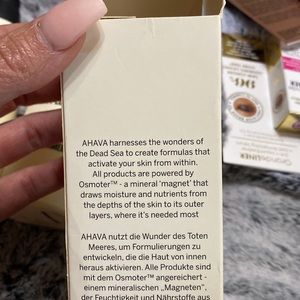 AHAVA harnesses the wonders of
the Dead Sea to create formulas that
activate your skin from within.
All products are powered by
Osmoter™ - a mineral 'magnet' that
draws moisture and nutrients from
the depths of the skin to its outer
layers, where it's needed most
AHAVA nutzt die Wunder des Toten
Meeres, um Formulierungen zu
entwickeln, die die Haut von innen
heraus aktivieren. Alle Produkte sind
mit dem Osmoter™ angereichert -
einem mineralischen „Magneten",
der Feuchtigkeit und Nährstoffe aus
GrandeLINER